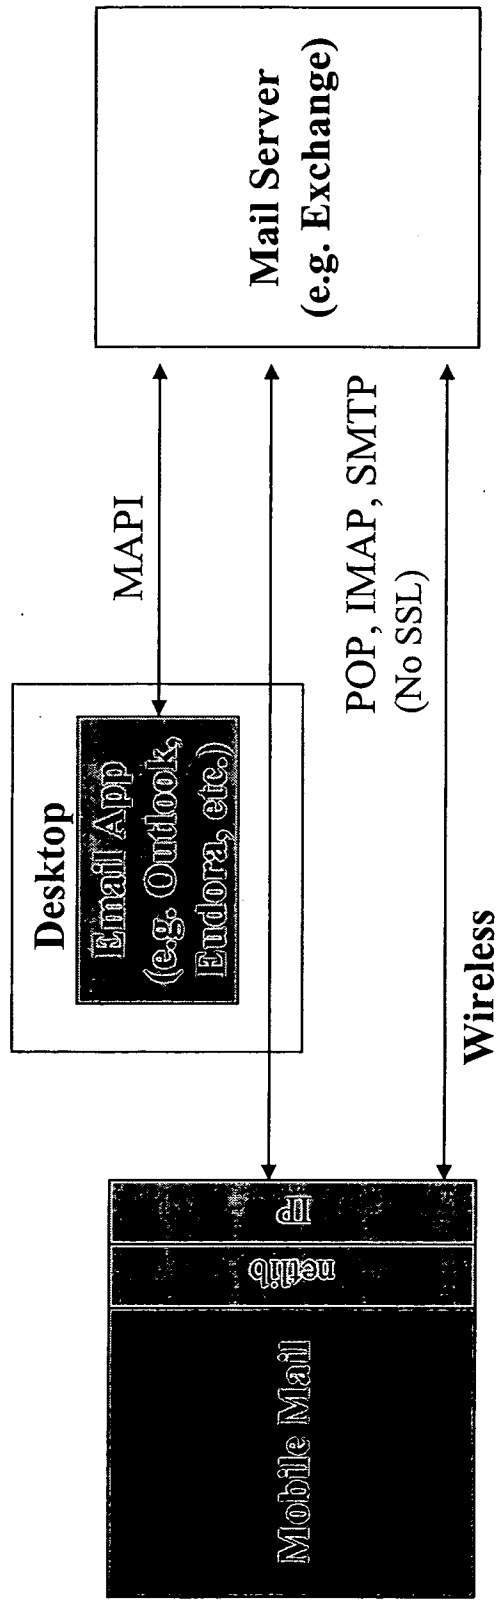 Mobile Mail
netlib
IP
Desktop
Email App
(e.g. Outlook,
Eudora, etc.)
MAPI
POP, IMAP, SMTP
(No SSL)
Wireless
Mail Server
(e.g. Exchange)